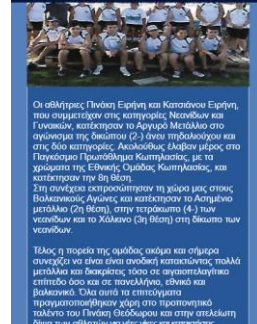 Οι αθλήτριες Πινάκη Ειρήνη και Κατσιάνου Ειρήνη,
που συμμετείχαν στις κατηγορίες Νεανίδων και
Γυναικών, κατέκτησαν το Αργυρό Μετάλλιο στο
αγώνισμα της δικώπου (2-) άνευ πηδαλιούχου και
στις δύο κατηγορίες. Ακολούθως έλαβαν μέρος στο
Παγκόσμιο Πρωτάθλημα Κωπηλασίας, με τα
χρώματα της Εθνικής Ομάδας Κωπηλασίας, και
κατέκτησαν την 8η θέση.
Στη συνέχεια εκπροσώπησαν τη χώρα μας στους
Βαλκανικούς Αγώνες και κατέκτησαν το Ασημένιο
μετάλλιο (2η θέση), στην τετράκωπο (4-) των
νεανίδων και το Χάλκινο (3η θέση) στη δίκωπο των
νεανίδων.
Τέλος η πορεία της ομάδας ακόμα και σήμερα
συνεχίζει να είναι είναι ανοδική κατακτώντας πολλά
μετάλλια και διακρίσεις τόσο σε αιγαιοπελαγίτικο
επίπεδο όσο και σε πανελλήνιο, εθνικό και
βαλκανικό. Όλα αυτά τα επιτεύγματα
πραγματοποιήθηκαν χάρη στο προπονητικό
ταλέντο του Πινάκη Θεόδωρου και στην ατελείωτη